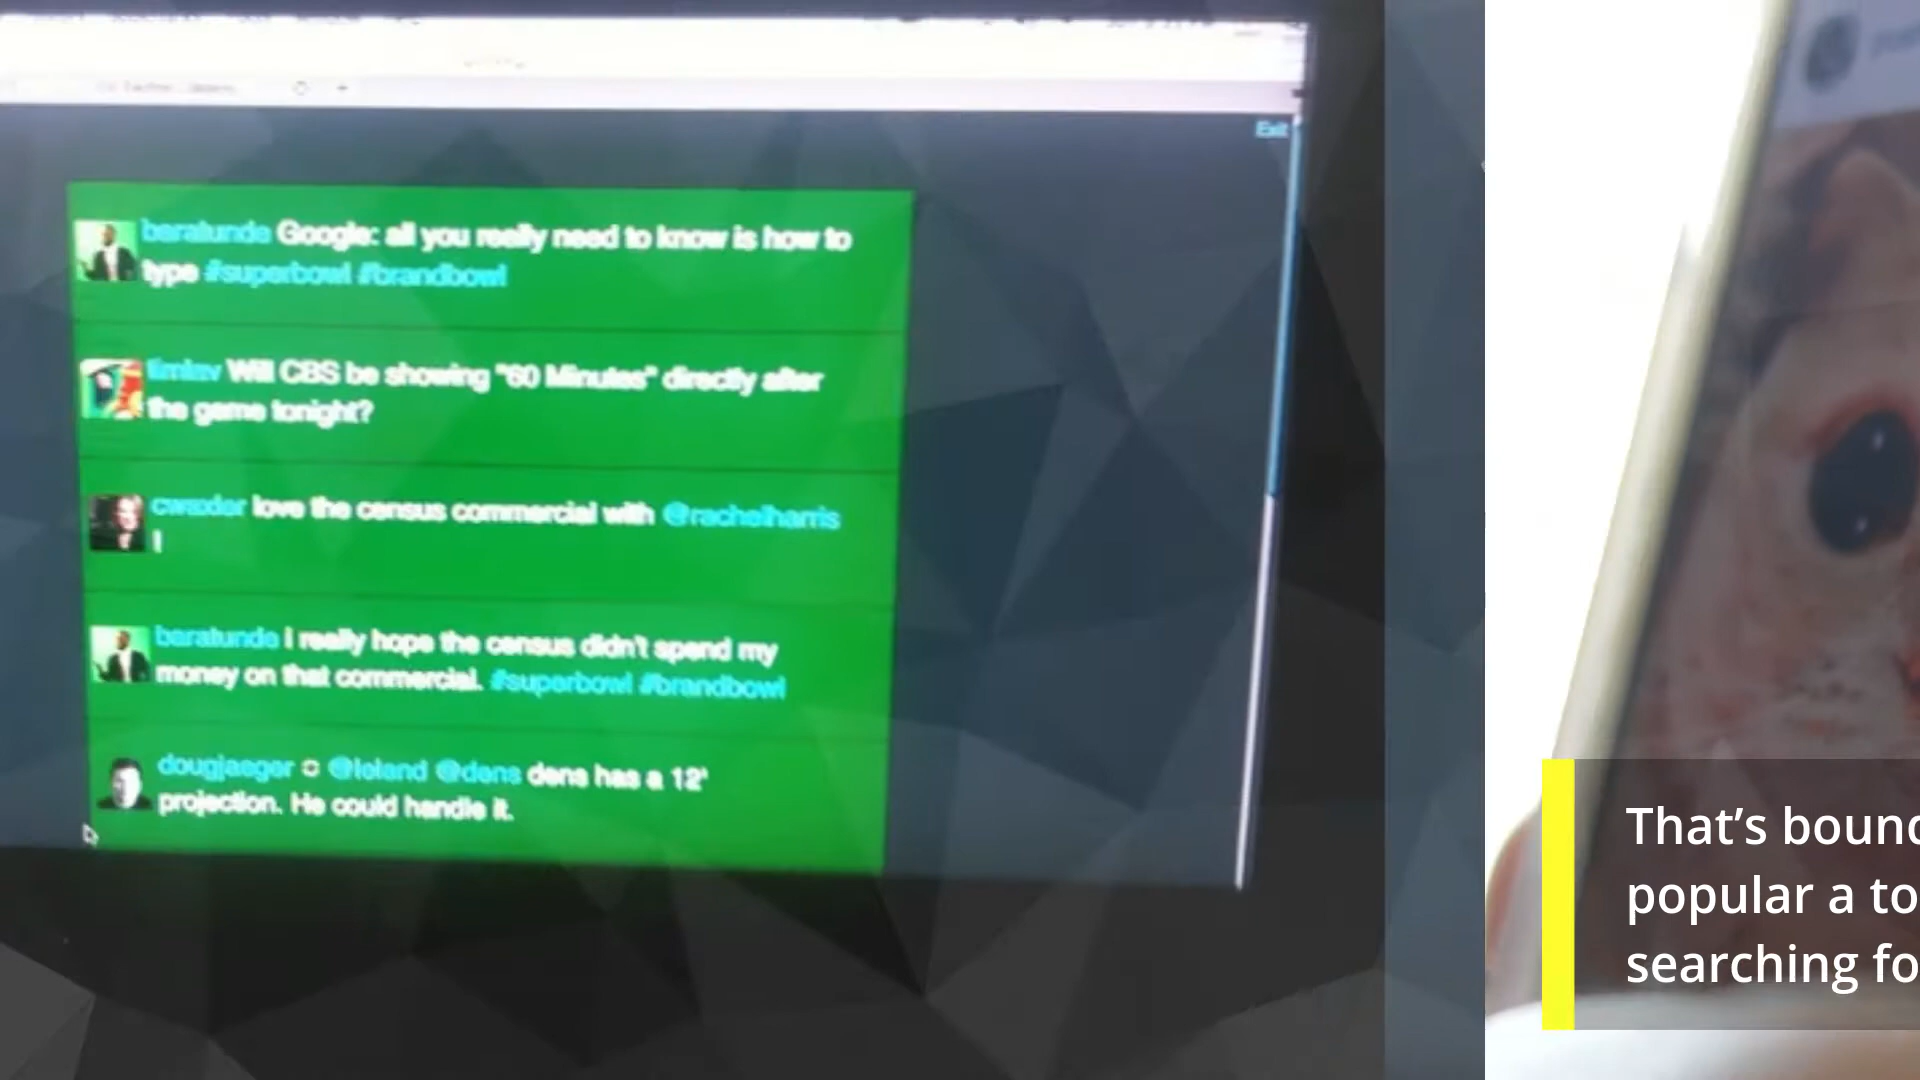 Exit
baratunde Google: all you really need to know is how to
type #superbowl #brandbowl
Will CBS be showing "60 Minutes" directly after
the game tonight?
love the census commercial with @rachelharris
!
baratunde I really hope the census didn't spend my
money on that commercial. #superbowl #brandbowl
dougjaeger @leland @dens dens has a 12'
projection. He could handle it.
That's bound
popular a to
searching fo